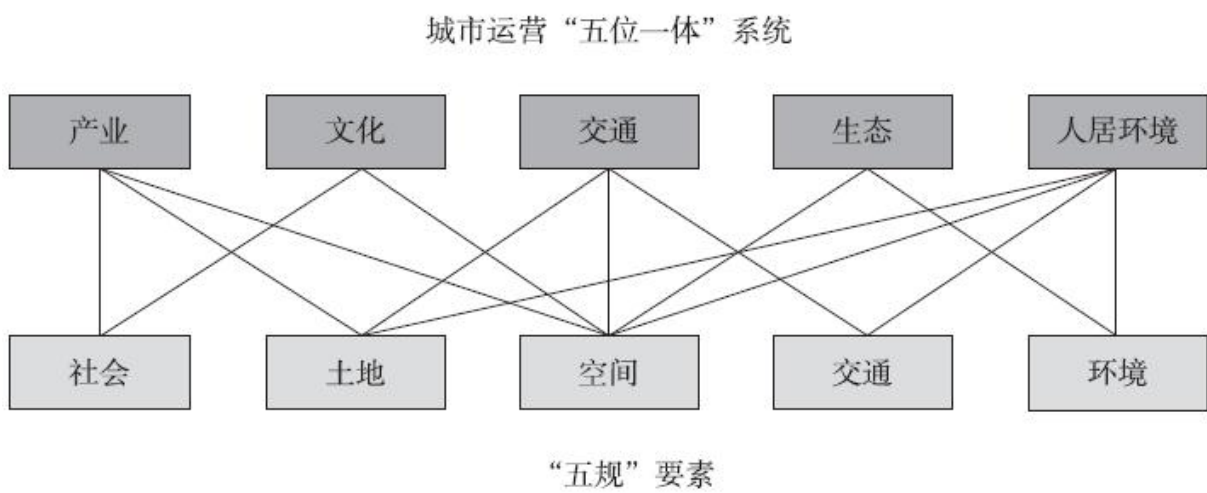 城市运营“五位一体”系统
产业 文化 交通 生态 人居环境
社会 土地 空间 交通 环境
“五规”要素